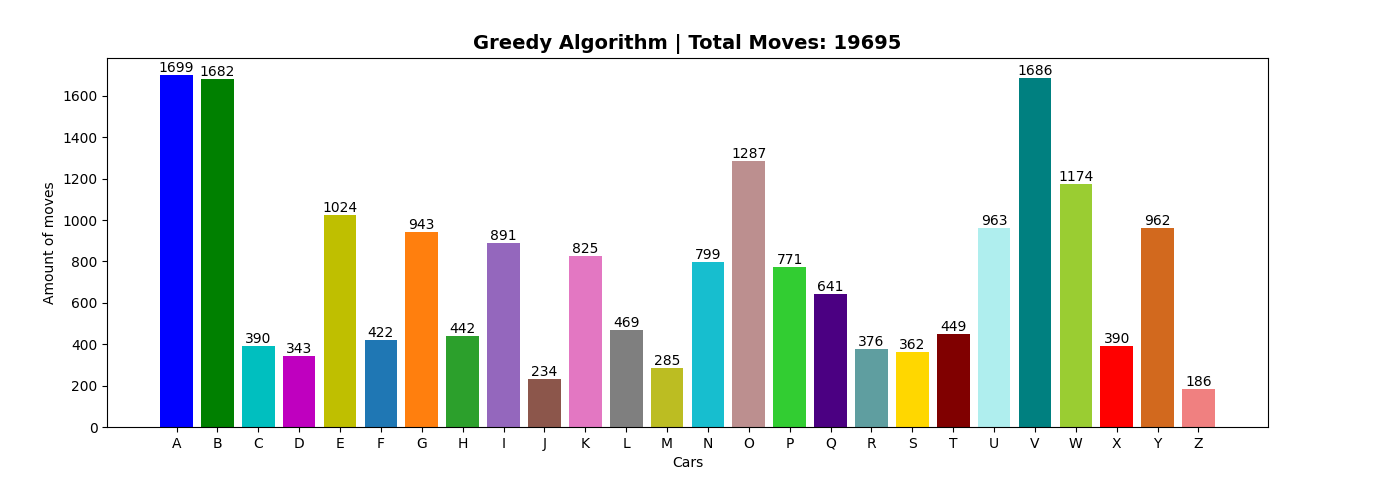 Greedy Algorithm | Total Moves: 19695
Amount of moves
1600
1400
1200
1000
800
600
400
200
0
1699 1682 390 343 1024 422 943 442 891 234 825 469 285 799 1287 771 641 376 362 449 963 1686 1174 390 962 186
A B C D E F G H I J K L M N O P Q R S T U V W X Y Z
Cars